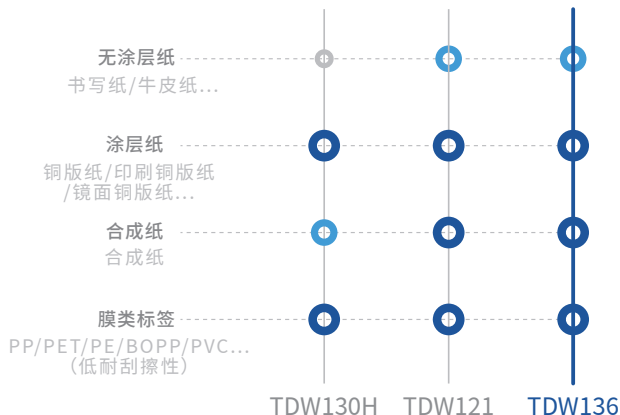 无涂层纸
书写纸/牛皮纸...
涂层纸
铜版纸/印刷铜版纸
/镜面铜版纸...
合成纸
合成纸
膜类标签
PP/PET/PE/BOPP/PVC...
（低耐刮擦性）
TDW130H TDW121 TDW136